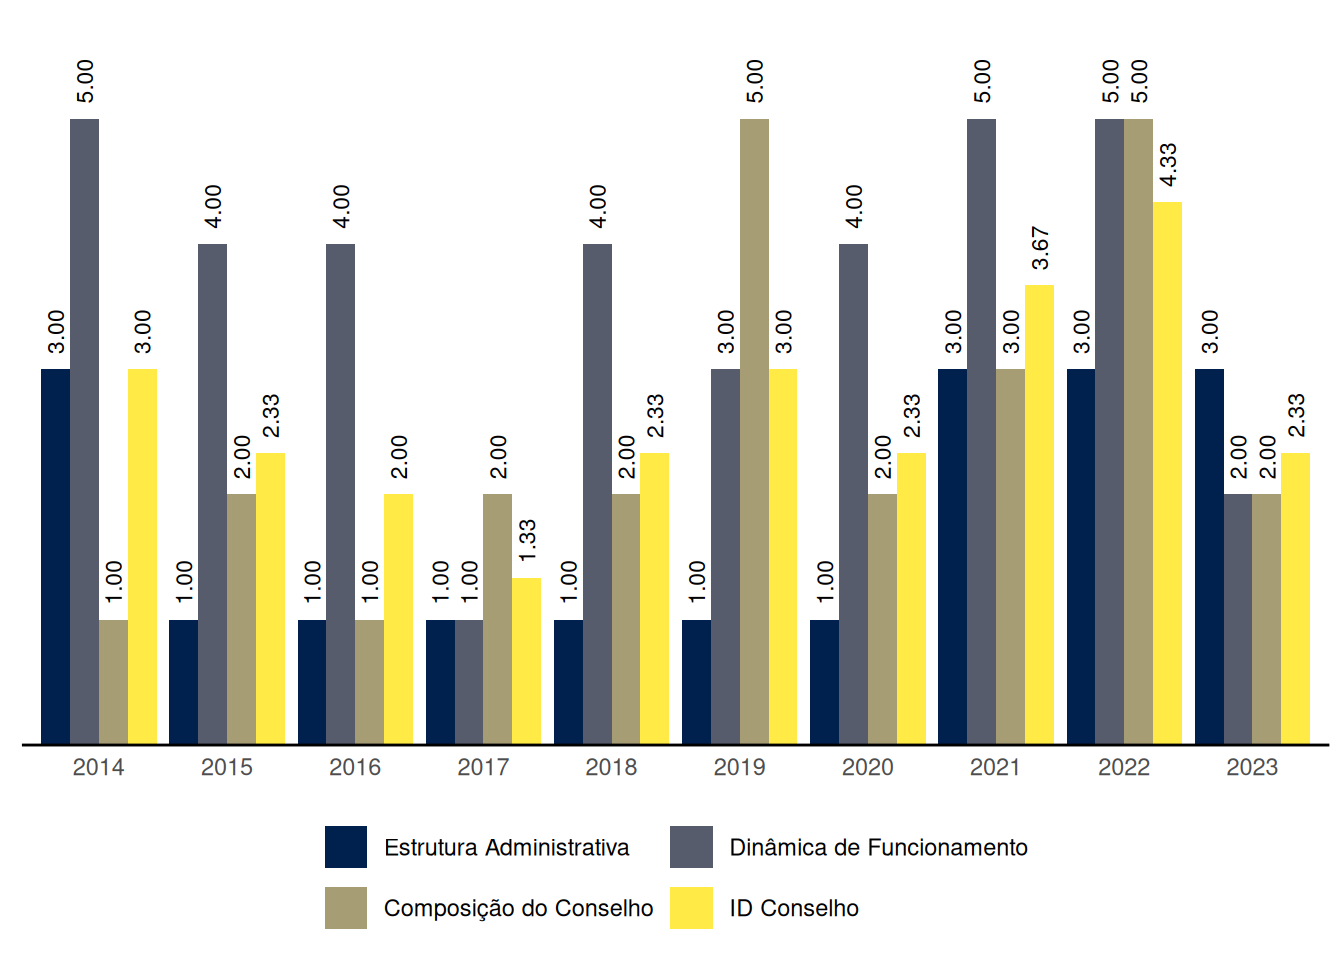 3.00 5.00 1.00 3.00
1.00 4.00 2.00 2.33
1.00 4.00 1.00 2.00
1.00 1.00 2.00 1.33
1.00 4.00 2.00 2.33
1.00 3.00 5.00 3.00
1.00 4.00 2.00 2.33
3.00 5.00 3.00 3.67
3.00 5.00 5.00 4.33
3.00 2.00 2.00 2.33
2014 2015 2016 2017 2018 2019 2020 2021 2022 2023
Estrutura Administrativa Dinâmica de Funcionamento
Composição do Conselho ID Conselho